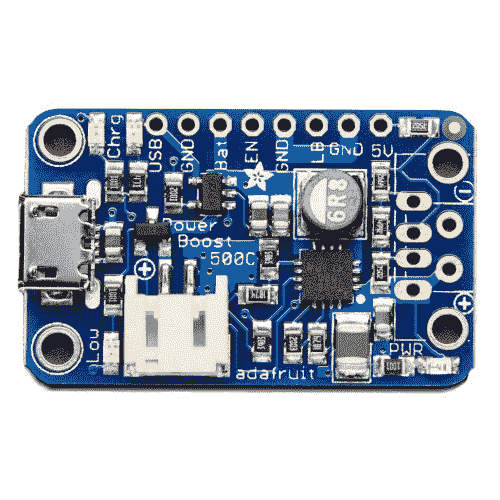 Chrg
USB
GND
Bat
EN
GND
LB
GND
5V
6R8
Power
Boost
500C
Low
PWR
adafruit